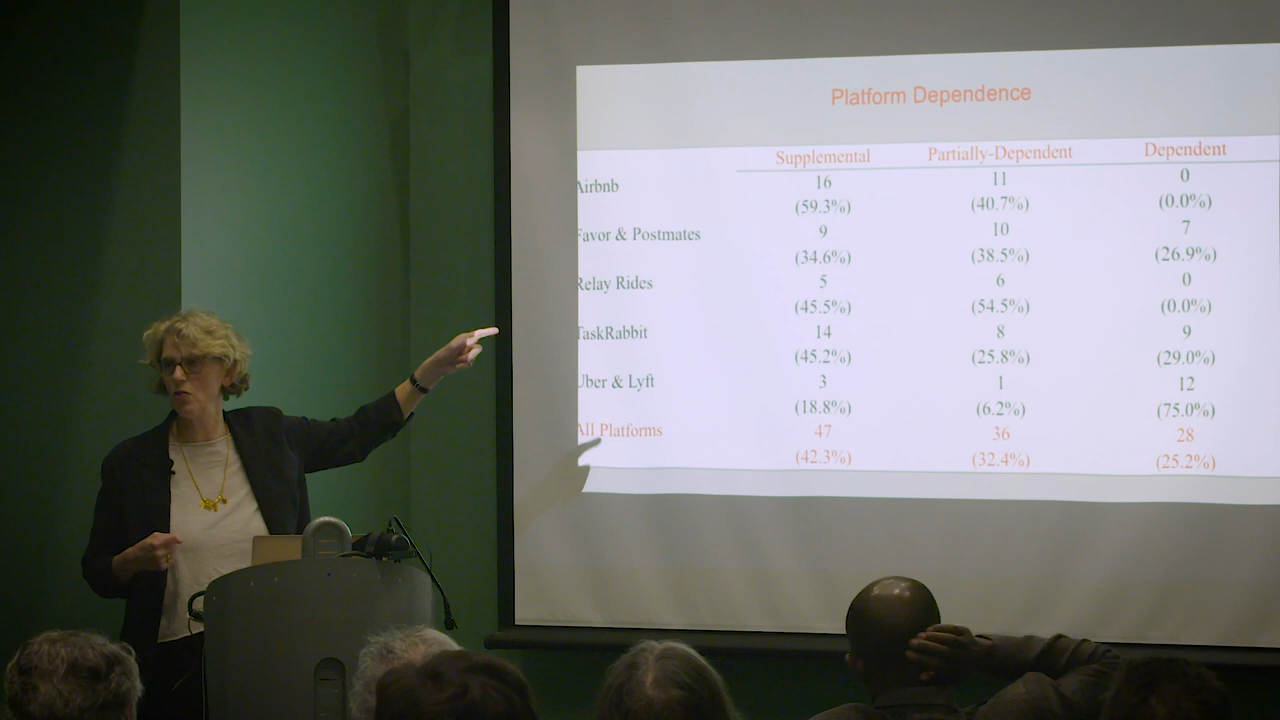 Platform Dependence
Supplemental Partially-Dependent Dependent
Airbnb 16 11 0
(59.3%) (40.7%) (0.0%)
Favor & Postmates 9 10 7
(34.6%) (38.5%) (26.9%)
Relay Rides 5 6 0
(45.5%) (54.5%) (0.0%)
TaskRabbit 14 8 9
(45.2%) (25.8%) (29.0%)
Uber & Lyft 3 1 12
(18.8%) (6.2%) (75.0%)
All Platforms 47 36 28
(42.3%) (32.4%) (25.2%)